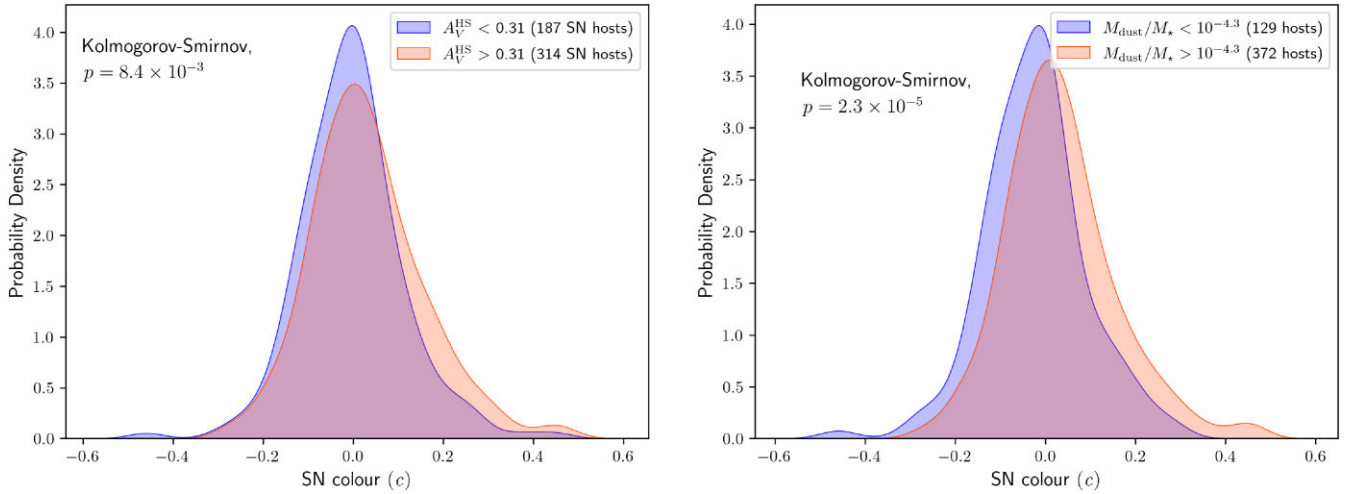 Kolmogorov-Smirnov,
p = 8.4 × 10⁻³
A_V^HS < 0.31 (187 SN hosts)
A_V^HS > 0.31 (314 SN hosts)
Probability Density
4.0
3.5
3.0
2.5
2.0
1.5
1.0
0.5
0.0
−0.6 −0.4 −0.2 0.0 0.2 0.4 0.6
SN colour (c)
Kolmogorov-Smirnov,
p = 2.3 × 10⁻⁵
M_dust/M_⋆ < 10^−4.3 (129 hosts)
M_dust/M_⋆ > 10^−4.3 (372 hosts)
Probability Density
4.0
3.5
3.0
2.5
2.0
1.5
1.0
0.5
0.0
−0.6 −0.4 −0.2 0.0 0.2 0.4 0.6
SN colour (c)